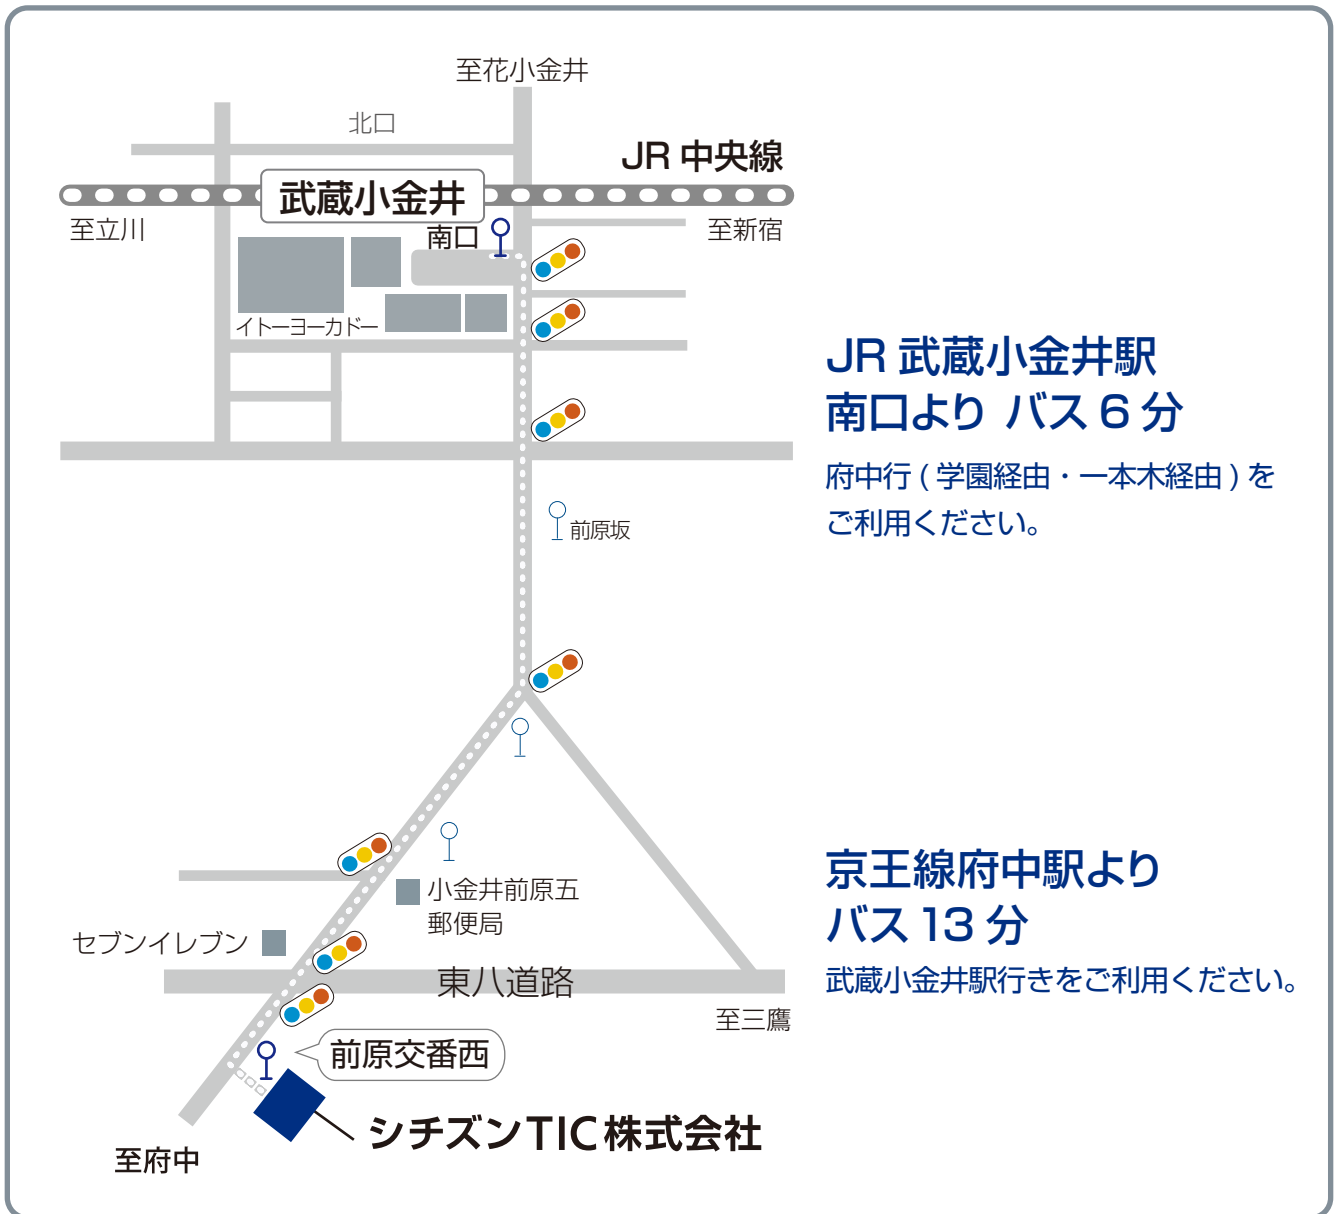 至花小金井
北口
JR 中央線
武蔵小金井
至立川
南口
至新宿
イトーヨーカドー
JR 武蔵小金井駅
南口より バス 6 分
府中行 ( 学園経由・一本木経由 ) を
ご利用ください。
前原坂
小金井前原五
郵便局
セブンイレブン
東八道路
至三鷹
京王線府中駅より
バス 13 分
武蔵小金井駅行きをご利用ください。
前原交番西
シチズンTIC株式会社
至府中